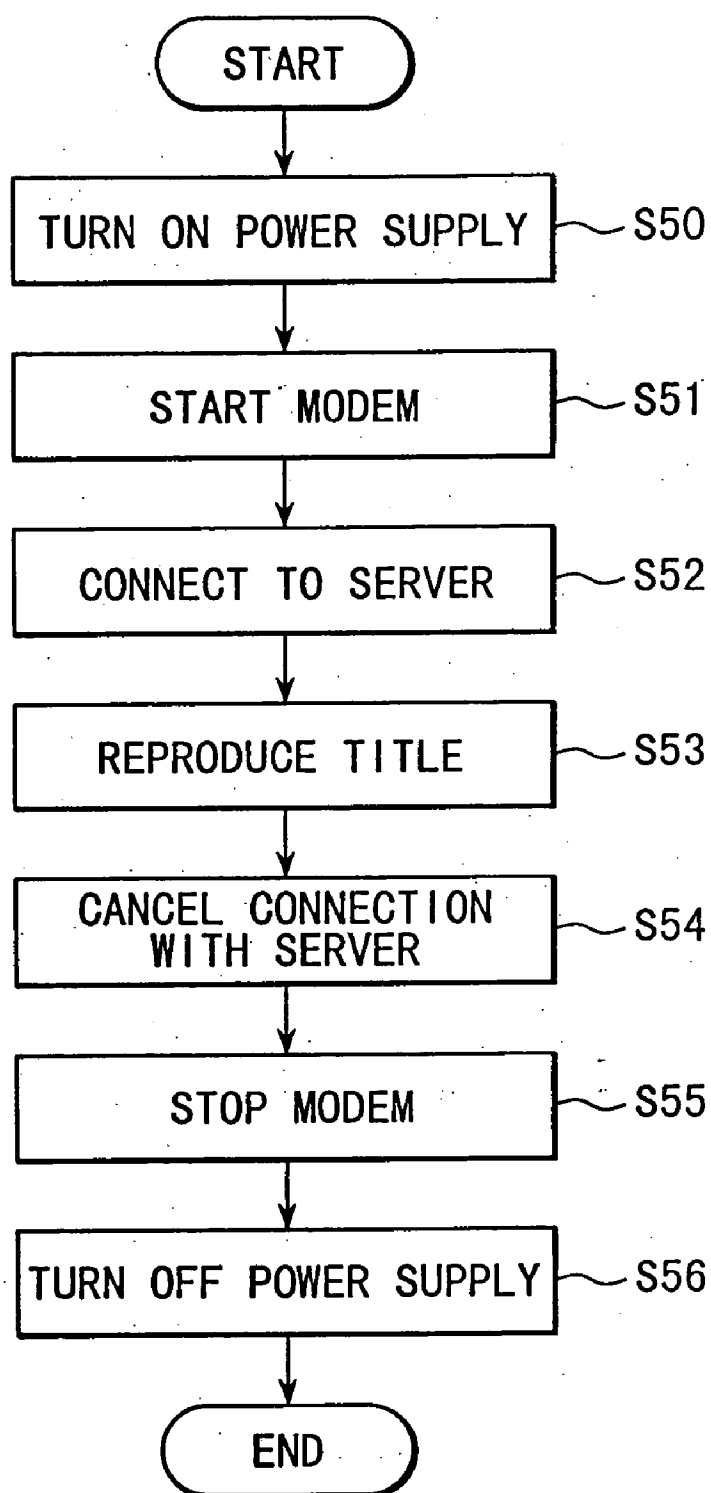 START
TURN ON POWER SUPPLY
S50
START MODEM
S51
CONNECT TO SERVER
S52
REPRODUCE TITLE
S53
CANCEL CONNECTION
WITH SERVER
S54
STOP MODEM
S55
TURN OFF POWER SUPPLY
S56
END